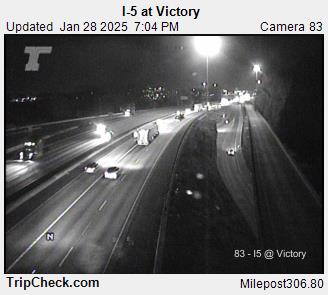 I-5 at Victory
Updated Jan 28 2025 7:04 PM Camera 83
T
N
83 - I5 @ Victory
TripCheck.com Milepost306.80